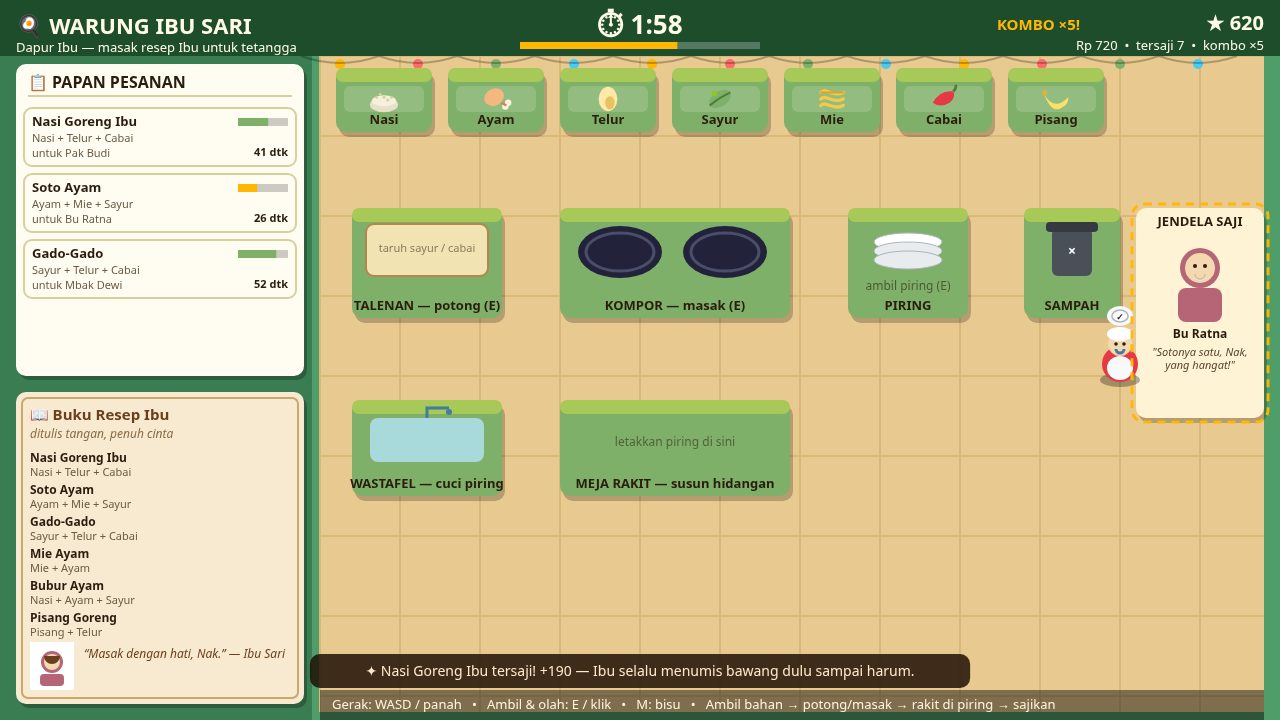 WARUNG IBU SARI
Dapur Ibu — masak resep Ibu untuk tetangga
1:58
KOMBO ×5!
★ 620
Rp 720 • tersaji 7 • kombo ×5
PAPAN PESANAN
Nasi Goreng Ibu
Nasi + Telur + Cabai
untuk Pak Budi
41 dtk
Soto Ayam
Ayam + Mie + Sayur
untuk Bu Ratna
26 dtk
Gado-Gado
Sayur + Telur + Cabai
untuk Mbak Dewi
52 dtk
Buku Resep Ibu
ditulis tangan, penuh cinta
Nasi Goreng Ibu
Nasi + Telur + Cabai
Soto Ayam
Ayam + Mie + Sayur
Gado-Gado
Sayur + Telur + Cabai
Mie Ayam
Mie + Ayam
Bubur Ayam
Nasi + Ayam + Sayur
Pisang Goreng
Pisang + Telur
“Masak dengan hati, Nak.” — Ibu Sari
Nasi
Ayam
Telur
Sayur
Mie
Cabai
Pisang
taruh sayur / cabai
TALENAN — potong (E)
KOMPOR — masak (E)
ambil piring (E)
PIRING
×
SAMPAH
JENDELA SAJI
Bu Ratna
"Sotonya satu, Nak,
yang hangat!"
WASTAFEL — cuci piring
letakkan piring di sini
MEJA RAKIT — susun hidangan
✦ Nasi Goreng Ibu tersaji! +190 — Ibu selalu menumis bawang dulu sampai harum.
Gerak: WASD / panah • Ambil & olah: E / klik • M: bisu • Ambil bahan → potong/masak → rakit di piring → sajikan